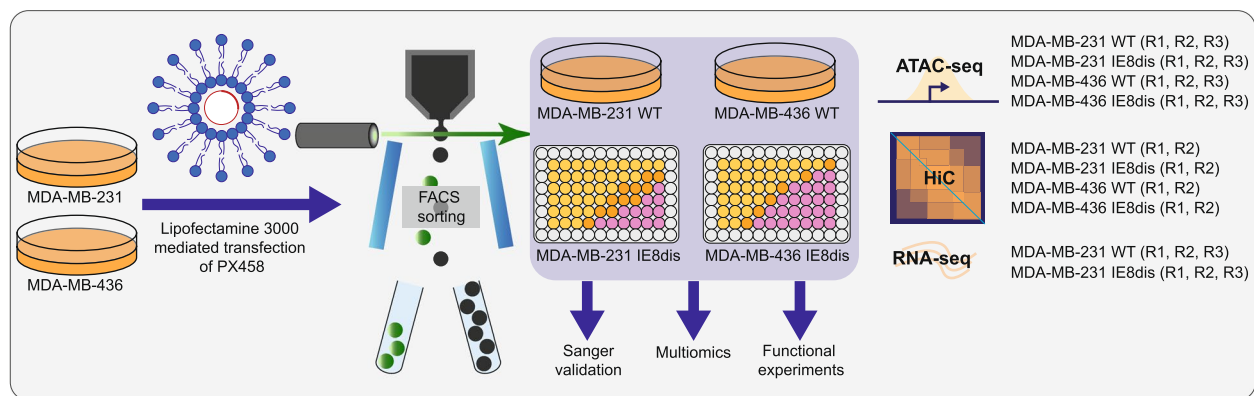 MDA-MB-231
MDA-MB-436
Lipofectamine 3000
mediated transfection
of PX458
FACS
sorting
MDA-MB-231 WT
MDA-MB-436 WT
MDA-MB-231 IE8dis
MDA-MB-436 IE8dis
Sanger
validation
Multiomics
Functional
experiments
ATAC-seq
MDA-MB-231 WT (R1, R2, R3)
MDA-MB-231 IE8dis (R1, R2, R3)
MDA-MB-436 WT (R1, R2, R3)
MDA-MB-436 IE8dis (R1, R2, R3)
HiC
MDA-MB-231 WT (R1, R2)
MDA-MB-231 IE8dis (R1, R2)
MDA-MB-436 WT (R1, R2)
MDA-MB-436 IE8dis (R1, R2)
RNA-seq
MDA-MB-231 WT (R1, R2, R3)
MDA-MB-231 IE8dis (R1, R2, R3)